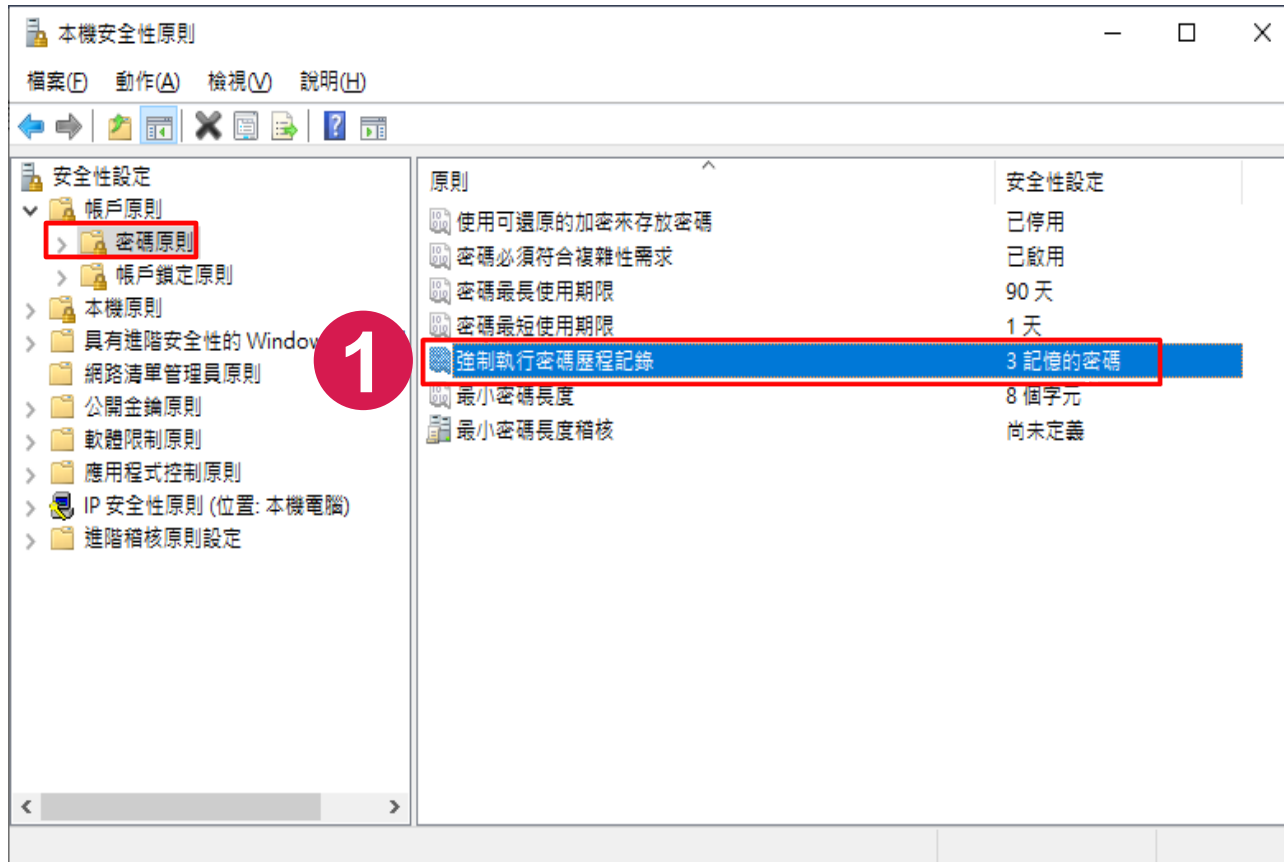 本機安全性原則
檔案(F) 動作(A) 檢視(V) 說明(H)
安全性設定
帳戶原則
密碼原則
帳戶鎖定原則
本機原則
具有進階安全性的 Window
網路清單管理員原則
公開金鑰原則
軟體限制原則
應用程式控制原則
IP 安全性原則 (位置: 本機電腦)
進階稽核原則設定
1
原則 安全性設定
使用可還原的加密來存放密碼 已停用
密碼必須符合複雜性需求 已啟用
密碼最長使用期限 90 天
密碼最短使用期限 1 天
強制執行密碼歷程記錄 3 記憶的密碼
最小密碼長度 8 個字元
最小密碼長度稽核 尚未定義